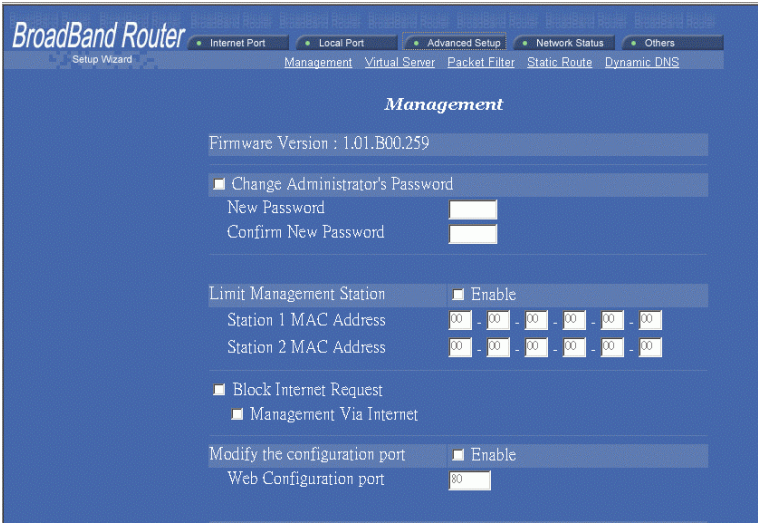 BroadBand Router
Internet Port Local Port Advanced Setup Network Status Others
Setup Wizard Management Virtual Server Packet Filter Static Route Dynamic DNS
Management
Firmware Version : 1.01.B00.259
Change Administrator's Password
New Password
Confirm New Password
Limit Management Station Enable
Station 1 MAC Address 00 - 00 - 00 - 00 - 00 - 00
Station 2 MAC Address 00 - 00 - 00 - 00 - 00 - 00
Block Internet Request
Management Via Internet
Modify the configuration port Enable
Web Configuration port 80